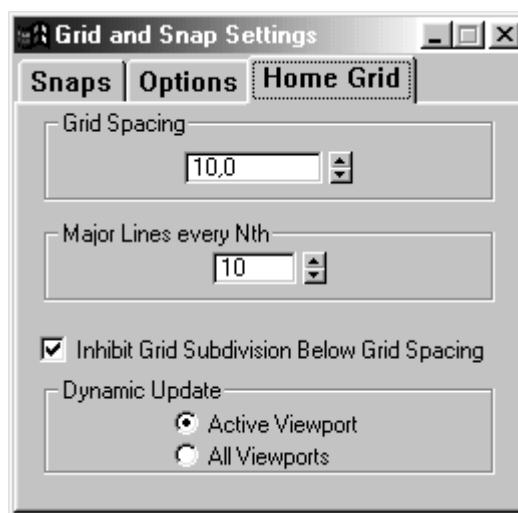 Grid and Snap Settings
Snaps Options Home Grid
Grid Spacing
10,0
Major Lines every Nth
10
Inhibit Grid Subdivision Below Grid Spacing
Dynamic Update
Active Viewport
All Viewports